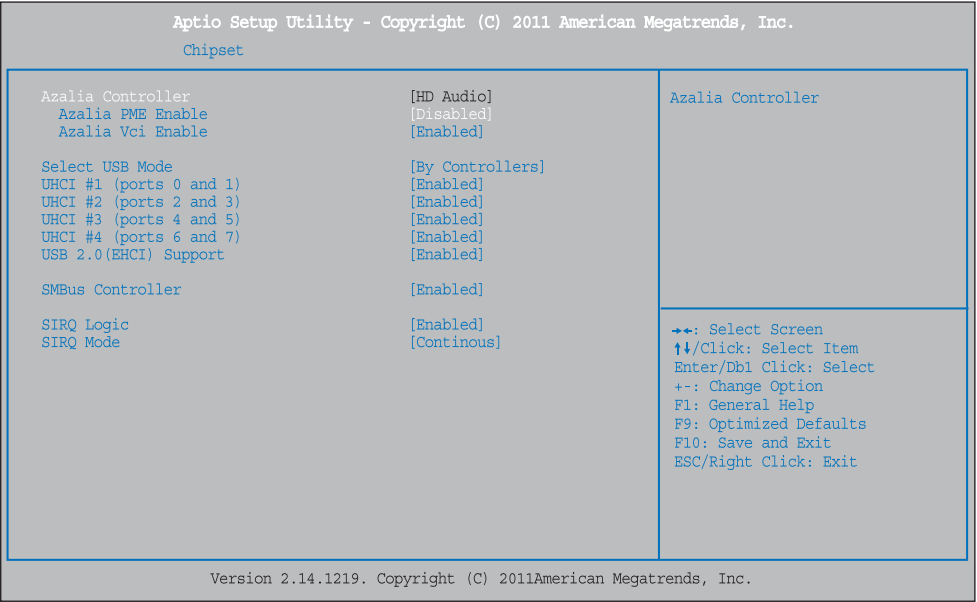 Aptio Setup Utility - Copyright (C) 2011 American Megatrends, Inc.
Chipset
Azalia Controller [HD Audio]
Azalia PME Enable [Disabled]
Azalia Vci Enable [Enabled]
Select USB Mode [By Controllers]
UHCI #1 (ports 0 and 1) [Enabled]
UHCI #2 (ports 2 and 3) [Enabled]
UHCI #3 (ports 4 and 5) [Enabled]
UHCI #4 (ports 6 and 7) [Enabled]
USB 2.0(EHCI) Support [Enabled]
SMBus Controller [Enabled]
SIRQ Logic [Enabled]
SIRQ Mode [Continous]
Azalia Controller
→←: Select Screen
↑↓/Click: Select Item
Enter/Db1 Click: Select
+-: Change Option
F1: General Help
F9: Optimized Defaults
F10: Save and Exit
ESC/Right Click: Exit
Version 2.14.1219. Copyright (C) 2011American Megatrends, Inc.